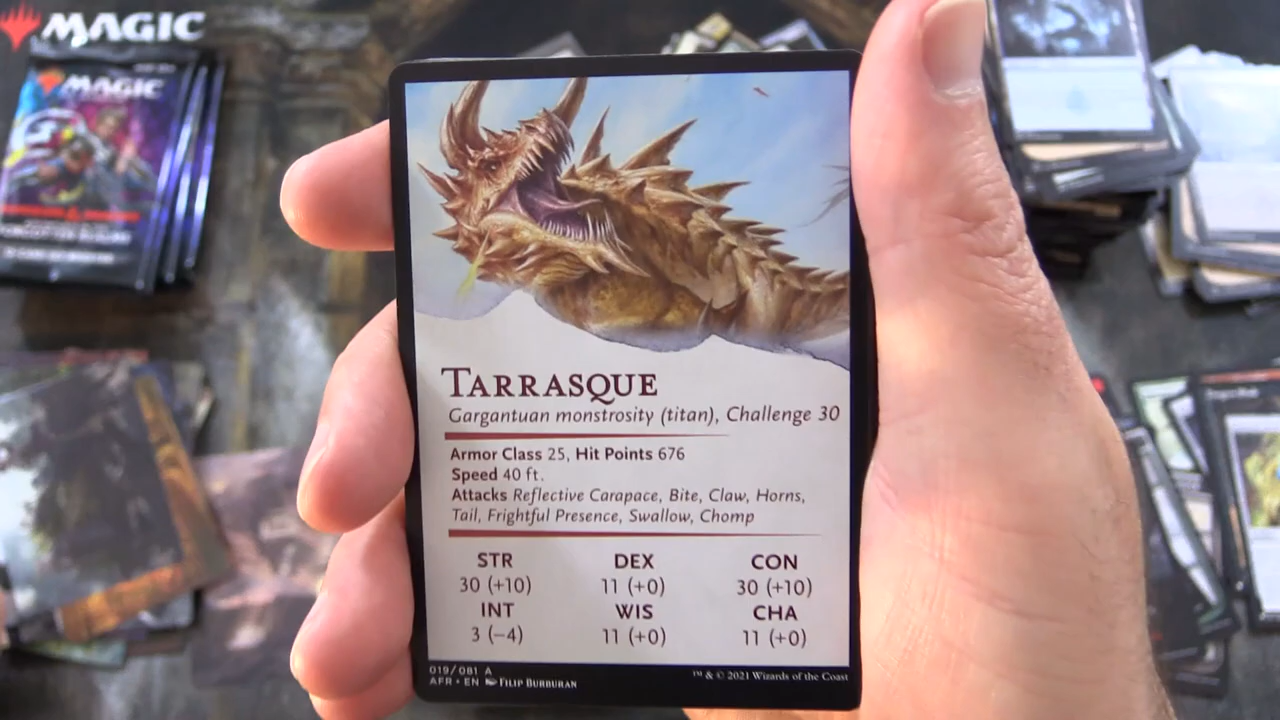 MAGIC
MAGIC
TARRASQUE
Gargantuan monstrosity (titan), Challenge 30
Armor Class 25, Hit Points 676
Speed 40 ft.
Attacks Reflective Carapace, Bite, Claw, Horns,
Tail, Frightful Presence, Swallow, Chomp
STR DEX CON
30 (+10) 11 (+0) 30 (+10)
INT WIS CHA
3 (−4) 11 (+0) 11 (+0)
019/081 A
AFR • EN FILIP BURBURAN
™ & © 2021 Wizards of the Coast